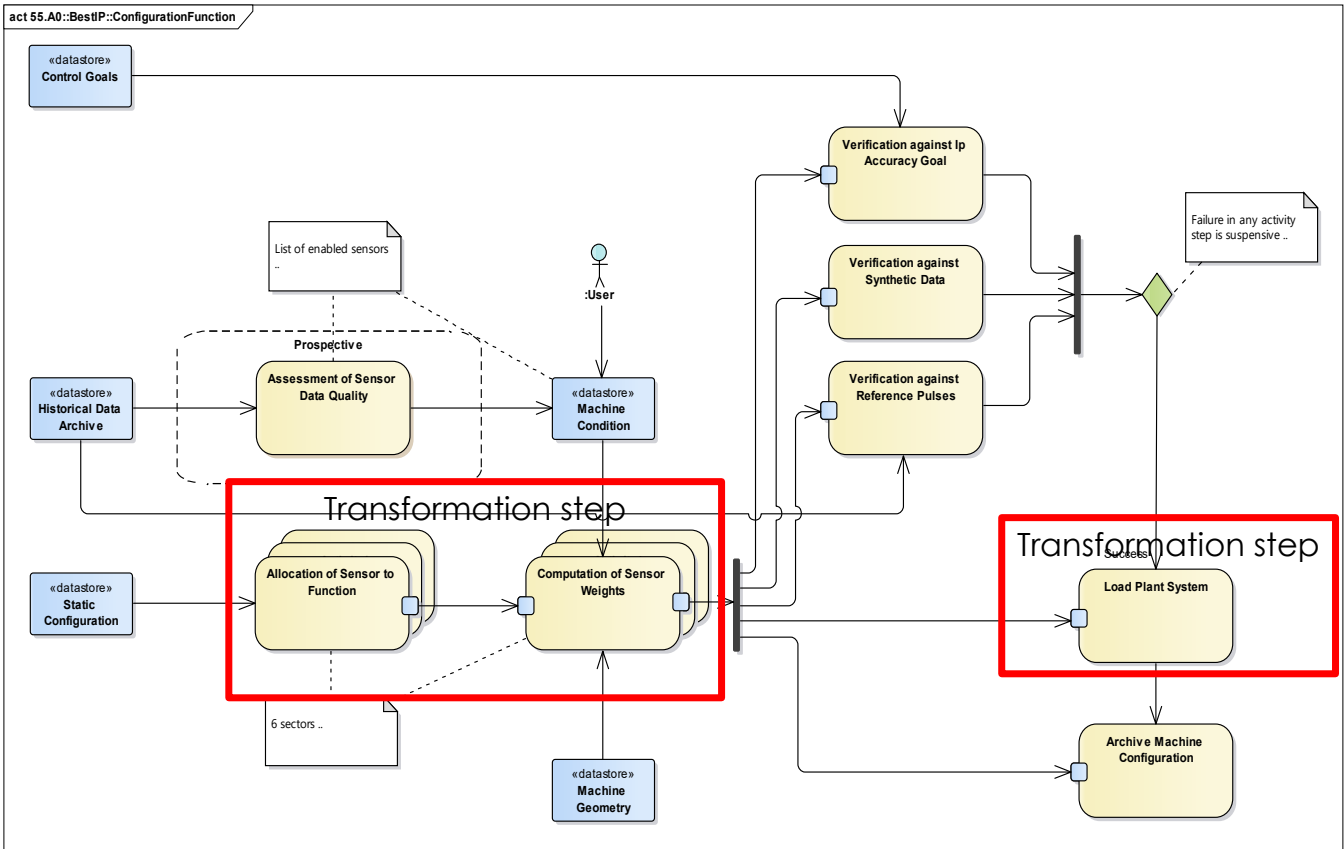 act 55.A0::BestIP::ConfigurationFunction
«datastore»
Control Goals
Verification against Ip
Accuracy Goal
Failure in any activity
step is suspensive ..
List of enabled sensors
..
:User
Verification against
Synthetic Data
Prospective
Assessment of Sensor
Data Quality
«datastore»
Historical Data
Archive
«datastore»
Machine
Condition
Verification against
Reference Pulses
Transformation step
Transformation step
Success
Allocation of Sensor to
Function
Computation of Sensor
Weights
«datastore»
Static
Configuration
Load Plant System
6 sectors ..
«datastore»
Machine
Geometry
Archive Machine
Configuration